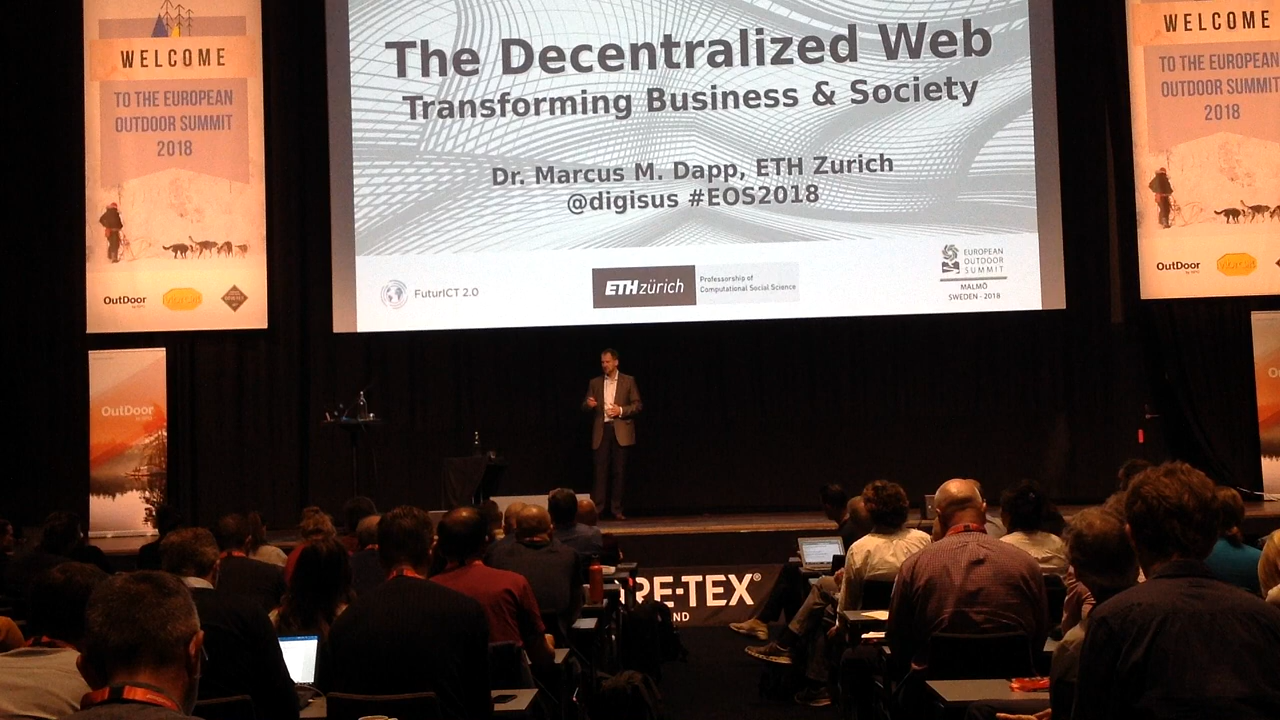 WELCOME
TO THE EUROPEAN
OUTDOOR SUMMIT
2018
OutDoor
OutDoor
The Decentralized Web
Transforming Business & Society
Dr. Marcus M. Dapp, ETH Zurich
@digisus #EOS2018
FuturICT 2.0
ETH zürich
Professorship of
Computational Social Science
EUROPEAN
OUTDOOR
SUMMIT
MALMÖ
SWEDEN - 2018
WELCOME
TO THE EUROPEAN
OUTDOOR SUMMIT
2018
OutDoor
RE-TEX®
ND